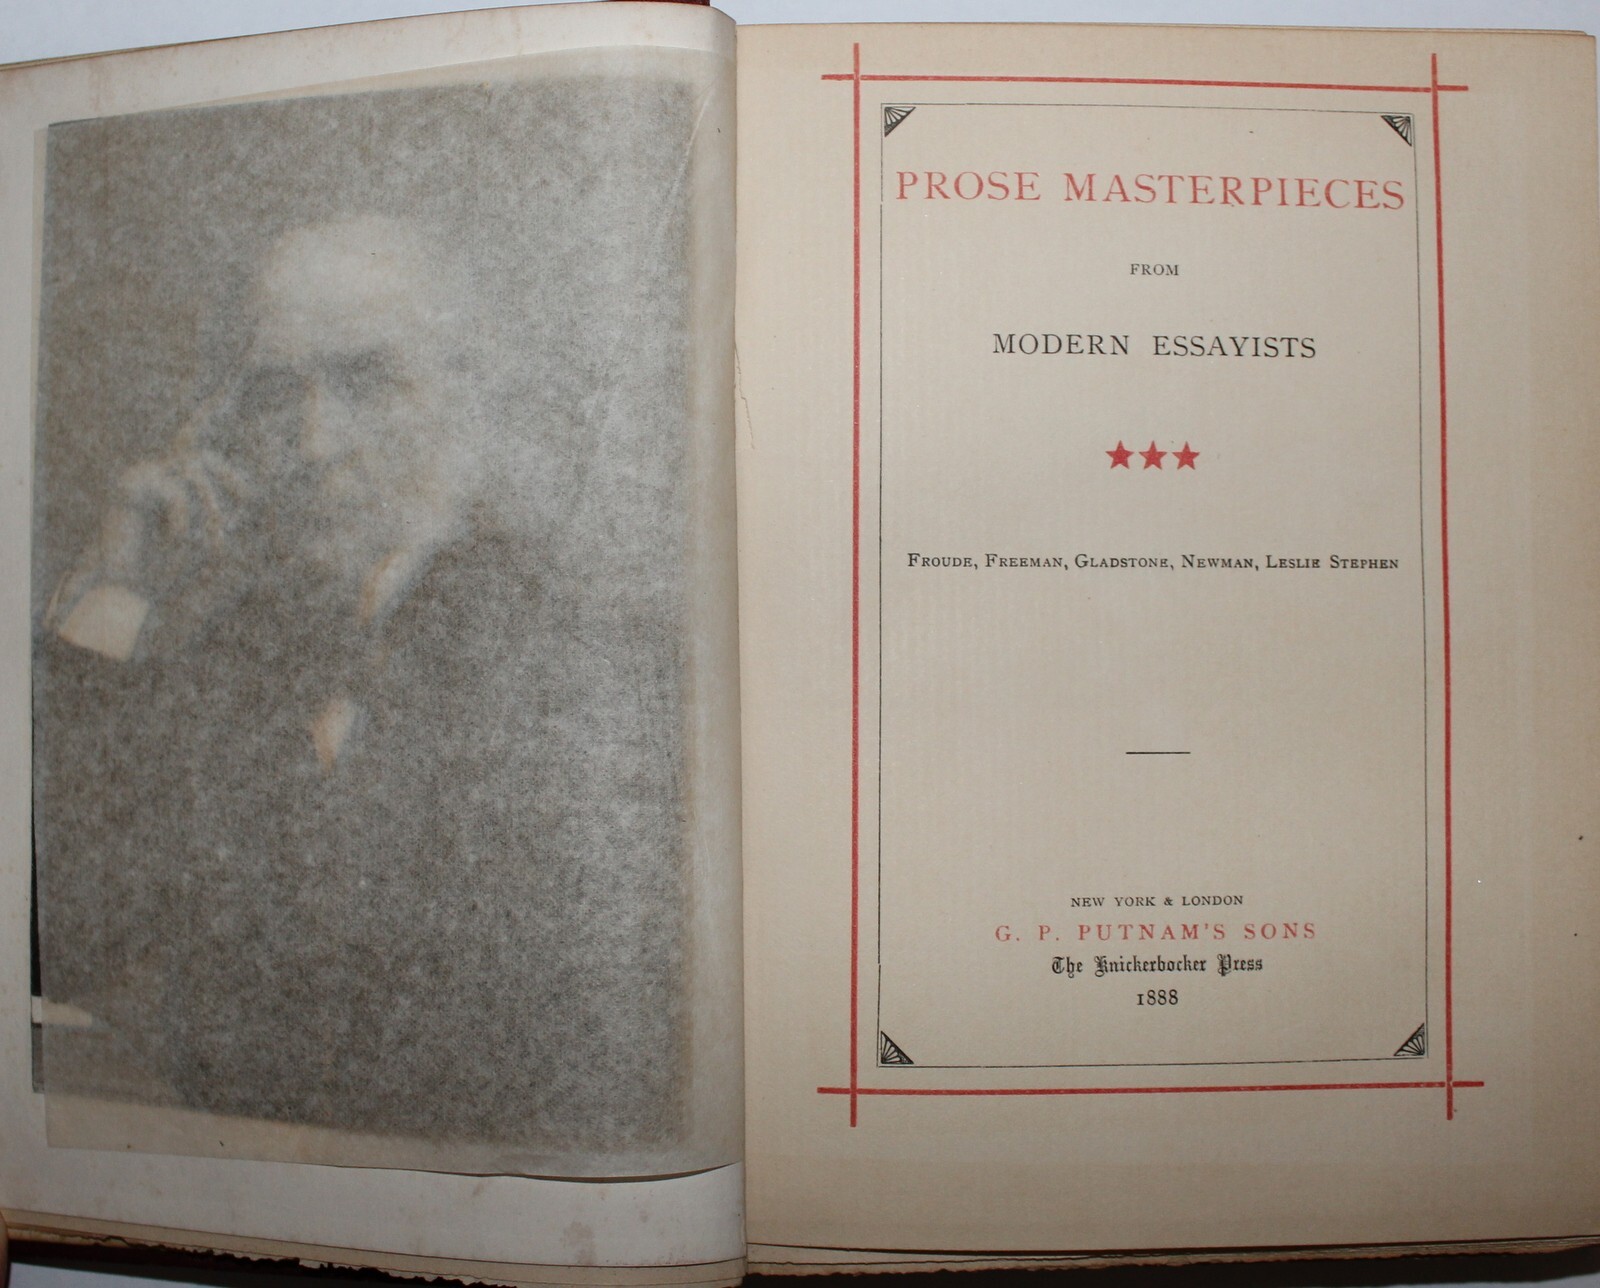 PROSE MASTERPIECES
FROM
MODERN ESSAYISTS
FROUDE, FREEMAN, GLADSTONE, NEWMAN, LESLIE STEPHEN
NEW YORK & LONDON
G. P. PUTNAM'S SONS
The Knickerbocker Press
1888